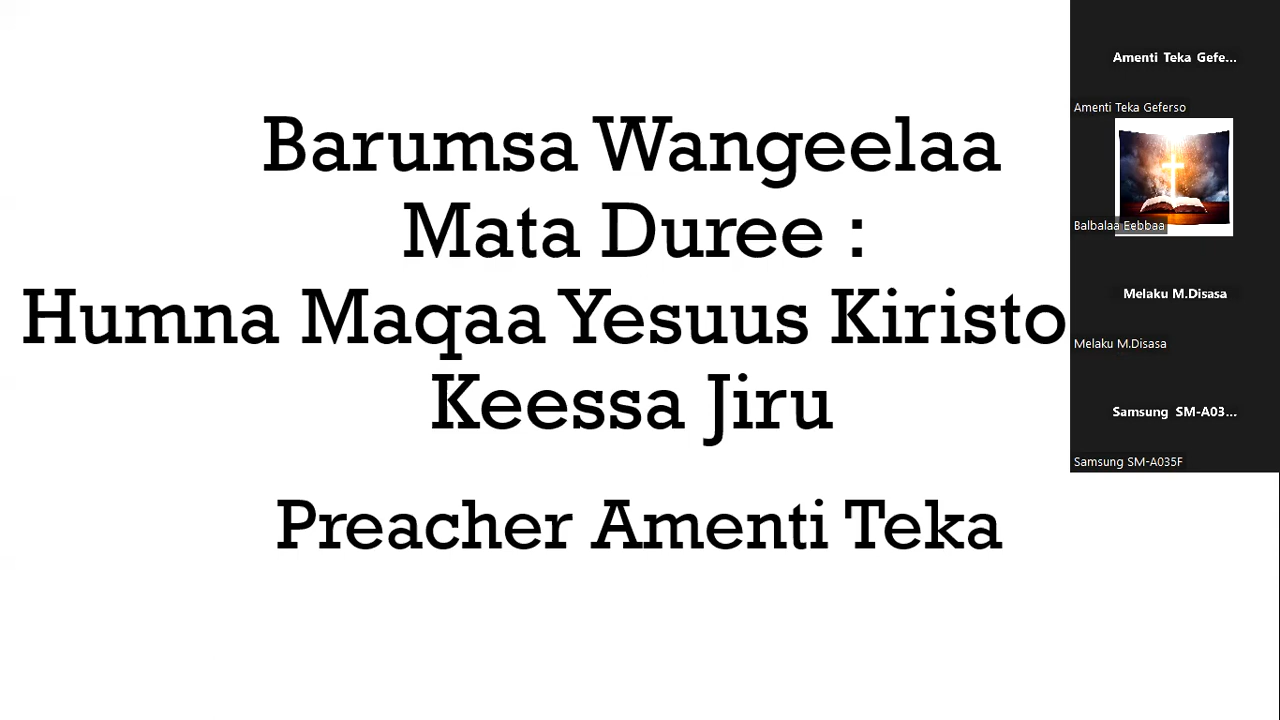 Barumsa Wangeelaa
Mata Duree :
Humna Maqaa Yesuus Kiristo
Keessa Jiru
Preacher Amenti Teka
Amenti Teka Gefe...
Amenti Teka Geferso
Balbalaa Eebbaa
Melaku M.Disasa
Melaku M.Disasa
Samsung SM-A03...
Samsung SM-A035F